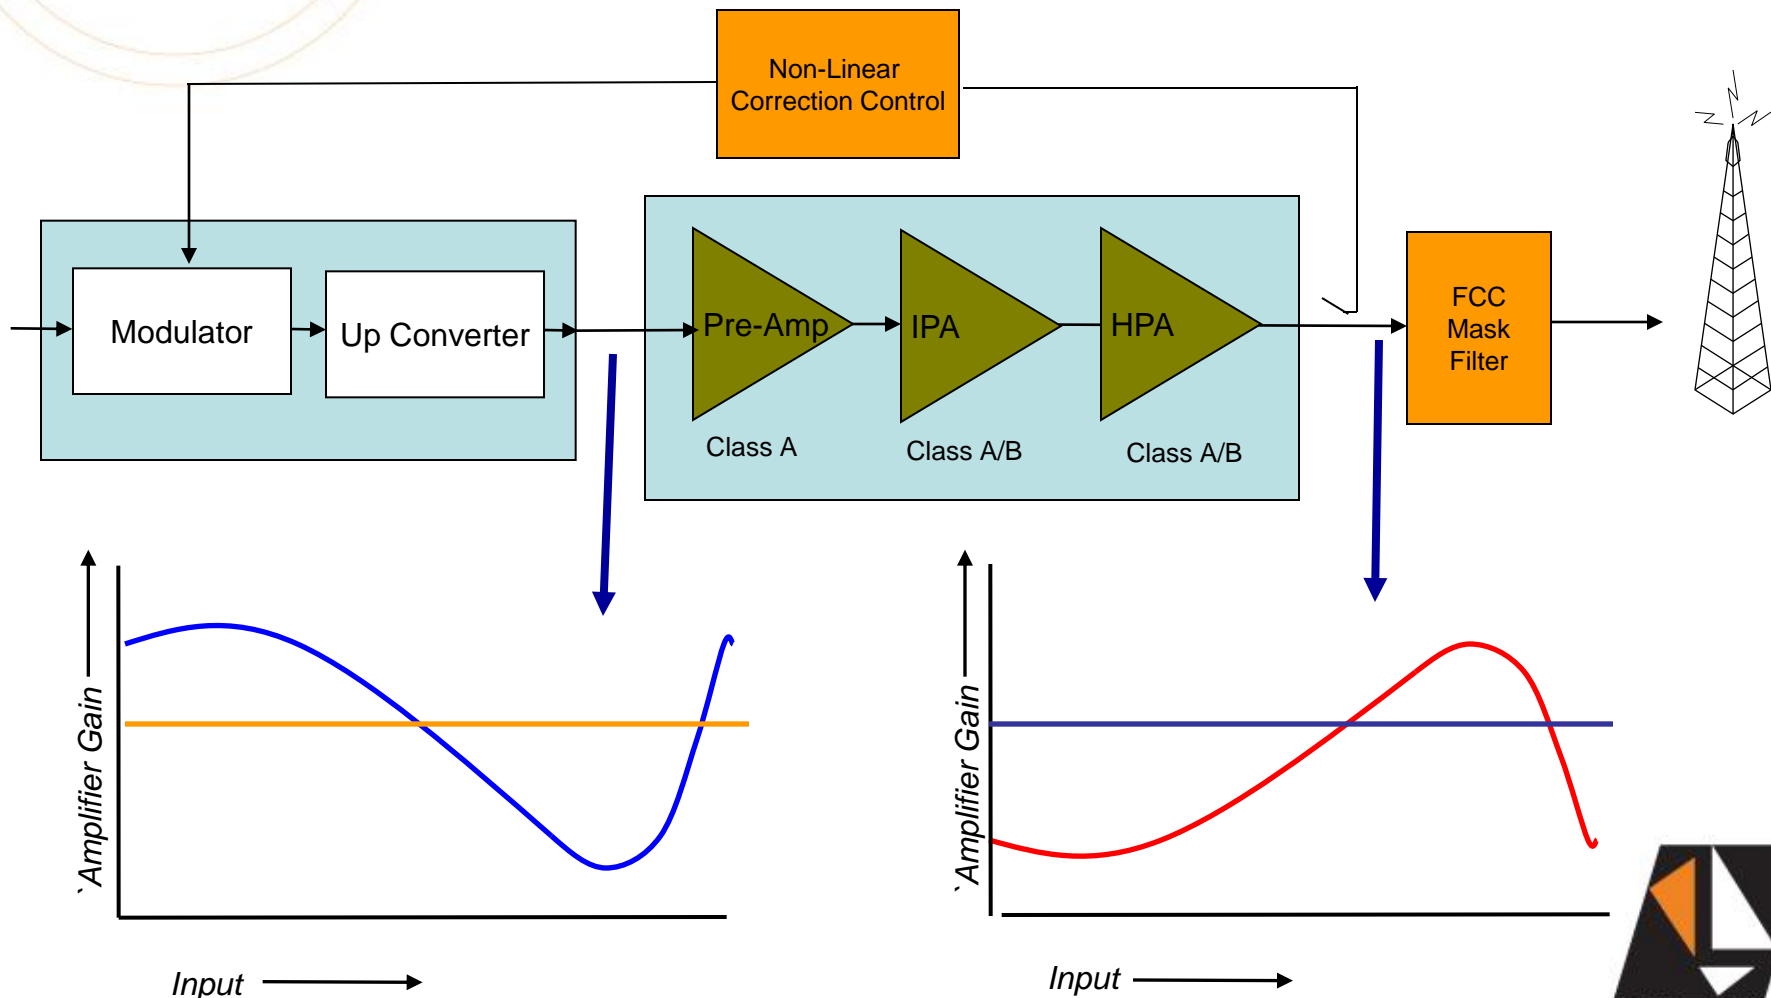 Non-Linear
Correction Control
Modulator
Up Converter
Pre-Amp
IPA
HPA
Class A
Class A/B
Class A/B
FCC
Mask
Filter
`Amplifier Gain
Input
`Amplifier Gain
Input